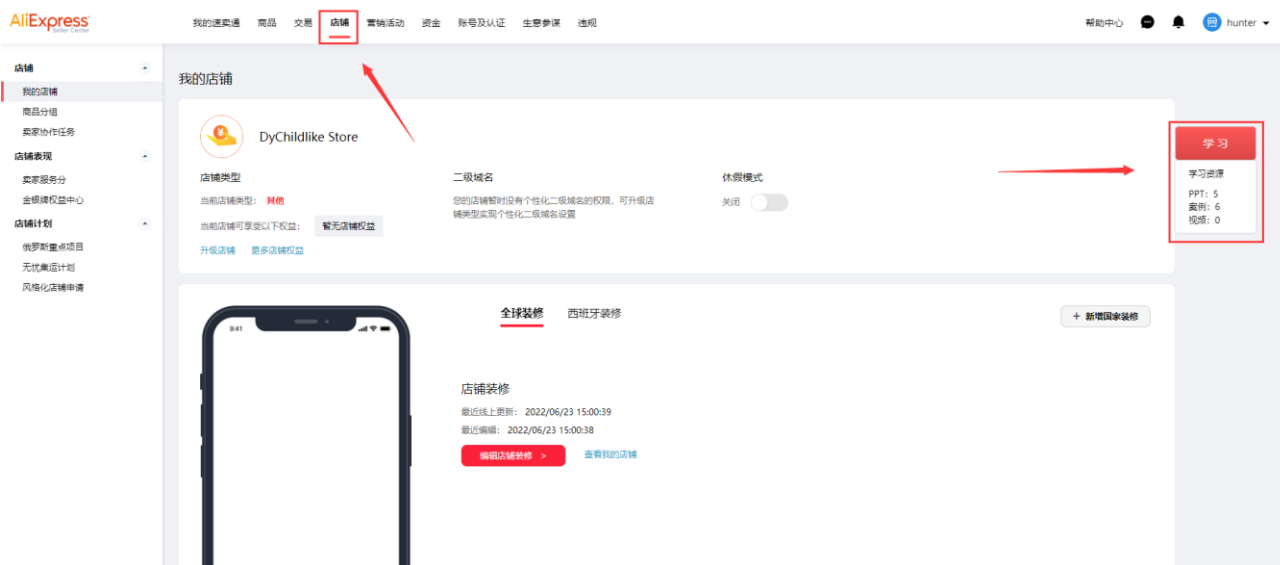 AliExpress
Seller Center
我的速卖通 商品 交易 店铺 营销活动 资金 账号及认证 生意参谋 违规
帮助中心 hunter
店铺
我的店铺
商品分组
卖家协作任务
店铺表现
卖家服务分
金银牌权益中心
店铺计划
俄罗斯重点项目
无忧集运计划
风格化店铺申请
我的店铺
DyChildlike Store
店铺类型
当前店铺类型: 其他
当前店铺可享受以下权益: 暂无店铺权益
升级店铺 更多店铺权益
二级域名
您的店铺暂时没有个性化二级域名的权限，可升级店
铺类型实现个性化二级域名设置
休假模式
关闭
学习
学习资源
PPT: 5
案例: 6
视频: 0
9:41
全球装修 西班牙装修
+ 新增国家装修
店铺装修
最近线上更新: 2022/06/23 15:00:39
最近编辑: 2022/06/23 15:00:38
编辑店铺装修 >
查看我的店铺